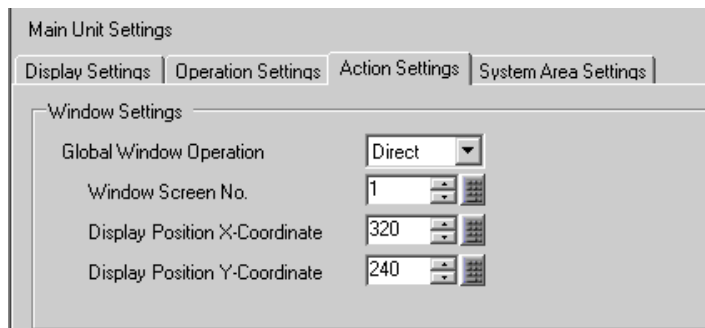 Main Unit Settings
Display Settings Operation Settings Action Settings System Area Settings
Window Settings
Global Window Operation Direct
Window Screen No. 1
Display Position X-Coordinate 320
Display Position Y-Coordinate 240